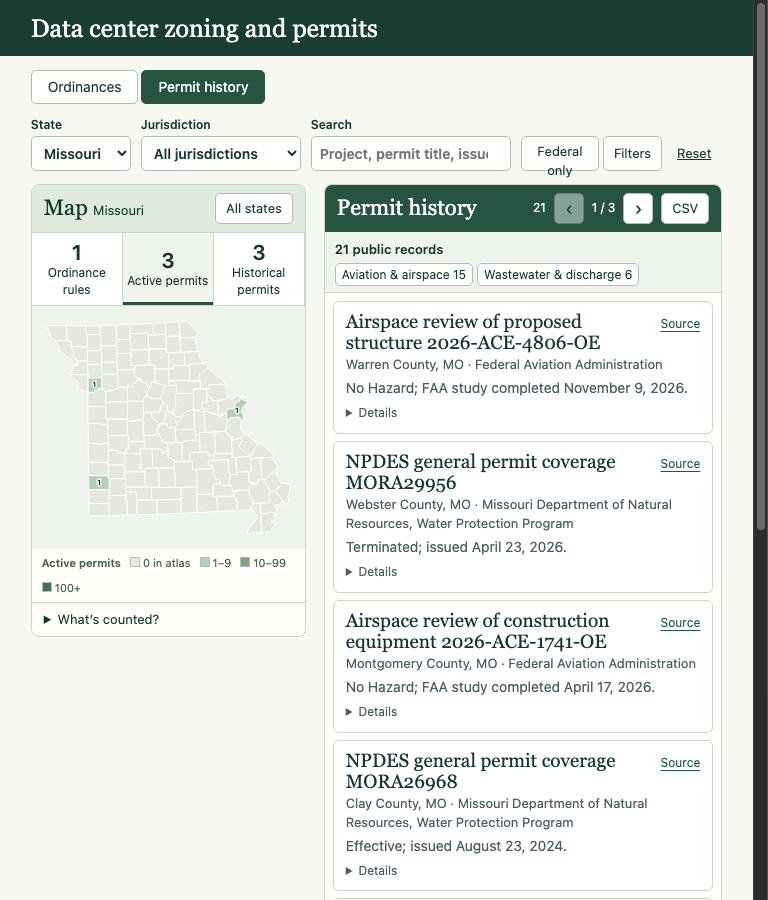 Data center zoning and permits
Ordinances
Permit history
State
Jurisdiction
Search
Missouri
All jurisdictions
Project, permit title, issue
Federal
only
Filters
Reset
Map Missouri
All states
1
Ordinance
rules
3
Active permits
3
Historical
permits
1
1
1
Active permits 0 in atlas 1–9 10–99
100+
What's counted?
Permit history
21 ‹ 1 / 3 ›
CSV
21 public records
Aviation & airspace 15
Wastewater & discharge 6
Airspace review of proposed
structure 2026-ACE-4806-OE
Source
Warren County, MO · Federal Aviation Administration
No Hazard; FAA study completed November 9, 2026.
Details
NPDES general permit coverage
MORA29956
Source
Webster County, MO · Missouri Department of Natural
Resources, Water Protection Program
Terminated; issued April 23, 2026.
Details
Airspace review of construction
equipment 2026-ACE-1741-OE
Source
Montgomery County, MO · Federal Aviation Administration
No Hazard; FAA study completed April 17, 2026.
Details
NPDES general permit coverage
MORA26968
Source
Clay County, MO · Missouri Department of Natural
Resources, Water Protection Program
Effective; issued August 23, 2024.
Details